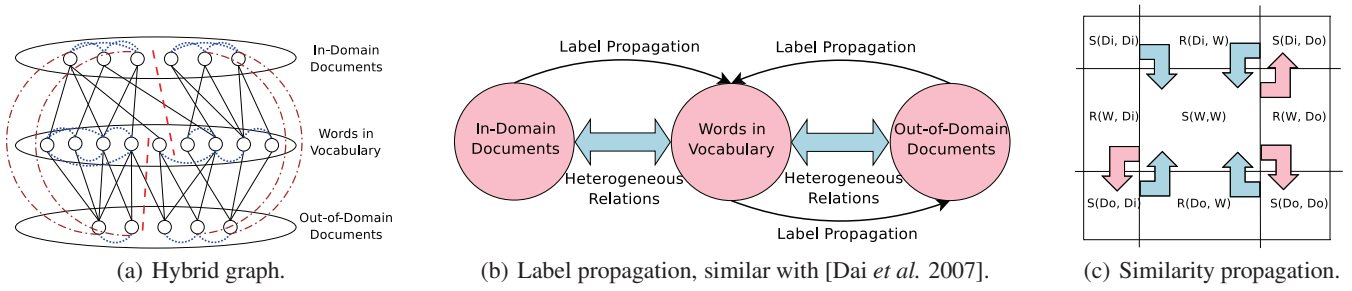 In-Domain
Documents
Words in
Vocabulary
Out-of-Domain
Documents
(a) Hybrid graph.
Label Propagation
Label Propagation
In-Domain
Documents
Words in
Vocabulary
Out-of-Domain
Documents
Heterogeneous
Relations
Heterogeneous
Relations
Label Propagation
(b) Label propagation, similar with [Dai et al. 2007].
S(Di, Di)
R(Di, W)
S(Di, Do)
R(W, Di)
S(W,W)
R(W, Do)
S(Do, Di)
R(Do, W)
S(Do, Do)
(c) Similarity propagation.